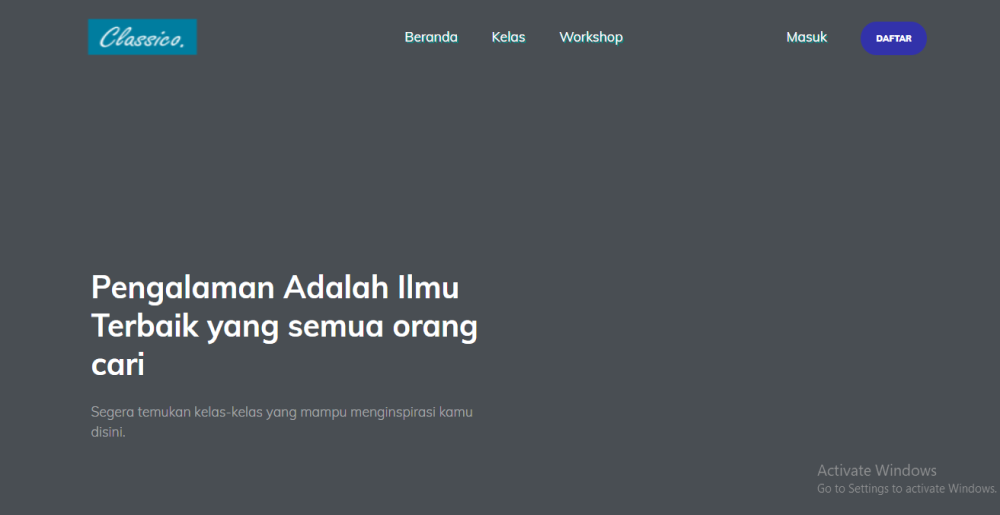 Classico.
Beranda
Kelas
Workshop
Masuk
DAFTAR
Pengalaman Adalah Ilmu
Terbaik yang semua orang
cari
Segera temukan kelas-kelas yang mampu menginspirasi kamu
disini.
Activate Windows
Go to Settings to activate Windows.